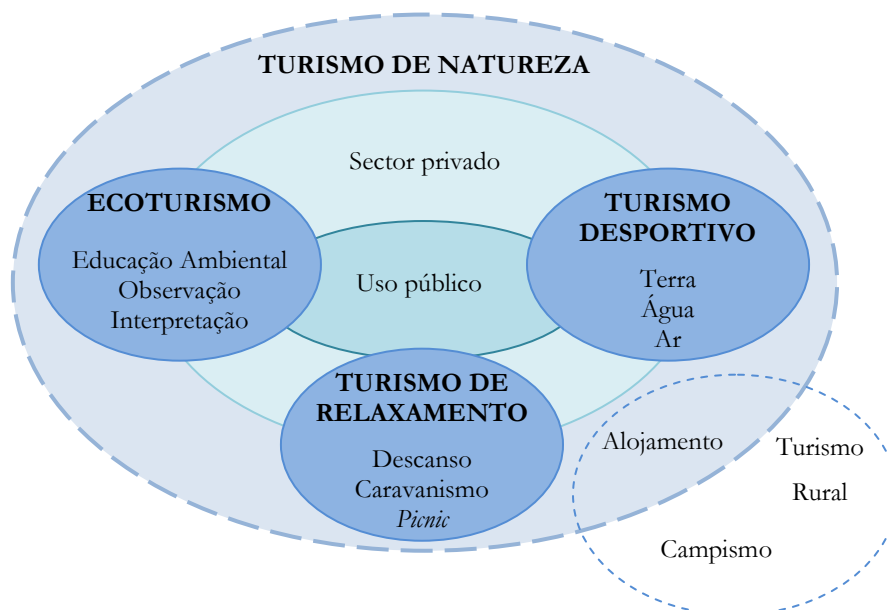 TURISMO DE NATUREZA
Sector privado
ECOTURISMO
Educação Ambiental
Observação
Interpretação
Uso público
TURISMO
DESPORTIVO
Terra
Água
Ar
TURISMO DE
RELAXAMENTO
Descanso
Caravanismo
Picnic
Alojamento
Turismo
Rural
Campismo